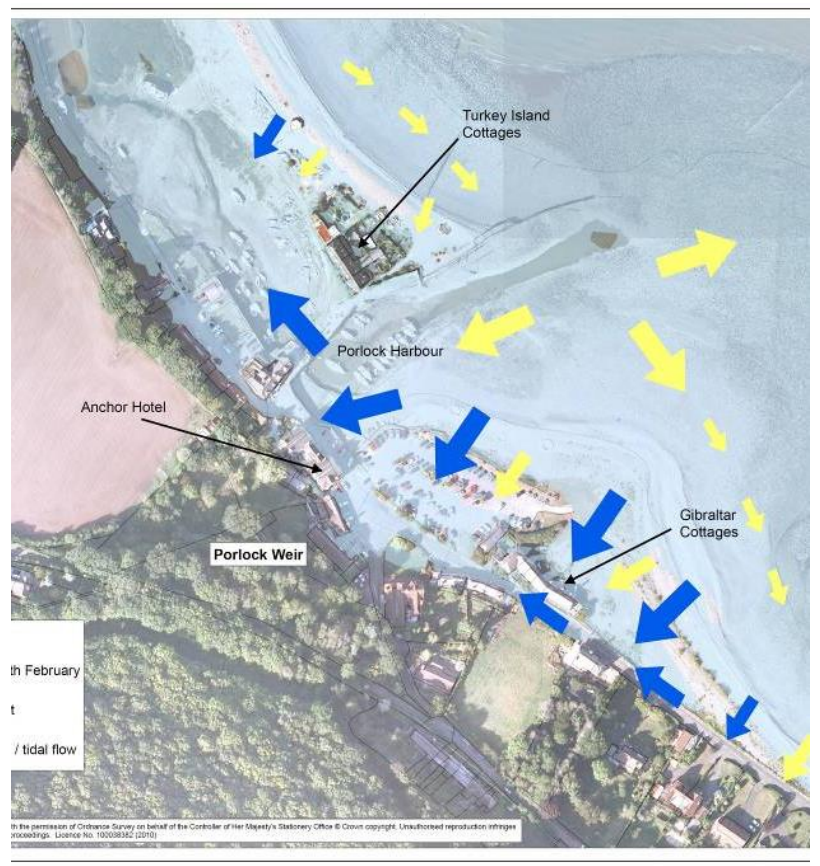 Turkey Island
Cottages
Porlock Harbour
Anchor Hotel
Gibraltar
Cottages
Porlock Weir
th February
t
/ tidal flow
th the permission of Ordnance Survey on behalf of the Controller of Her Majesty's Stationery Office © Crown copyright. Unauthorised reproduction infringes
proceedings. Licence No. 100038382 (2010)